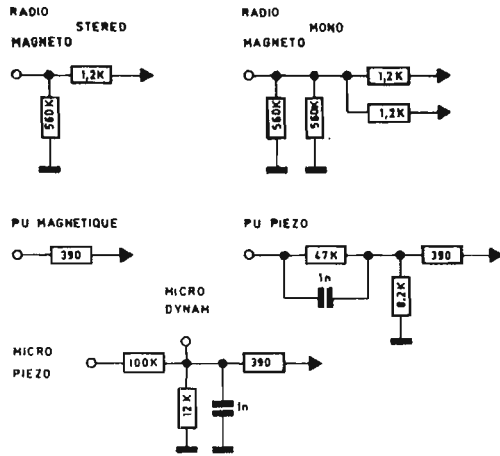 RADIO
STEREO
MAGNETO
1,2K
560K
RADIO
MONO
MAGNETO
1,2K
1,2K
560K
560K
PU MAGNETIQUE
390
PU PIEZO
47K
390
1n
8,2K
MICRO
DYNAM
MICRO
PIEZO
100K
390
12K
1n